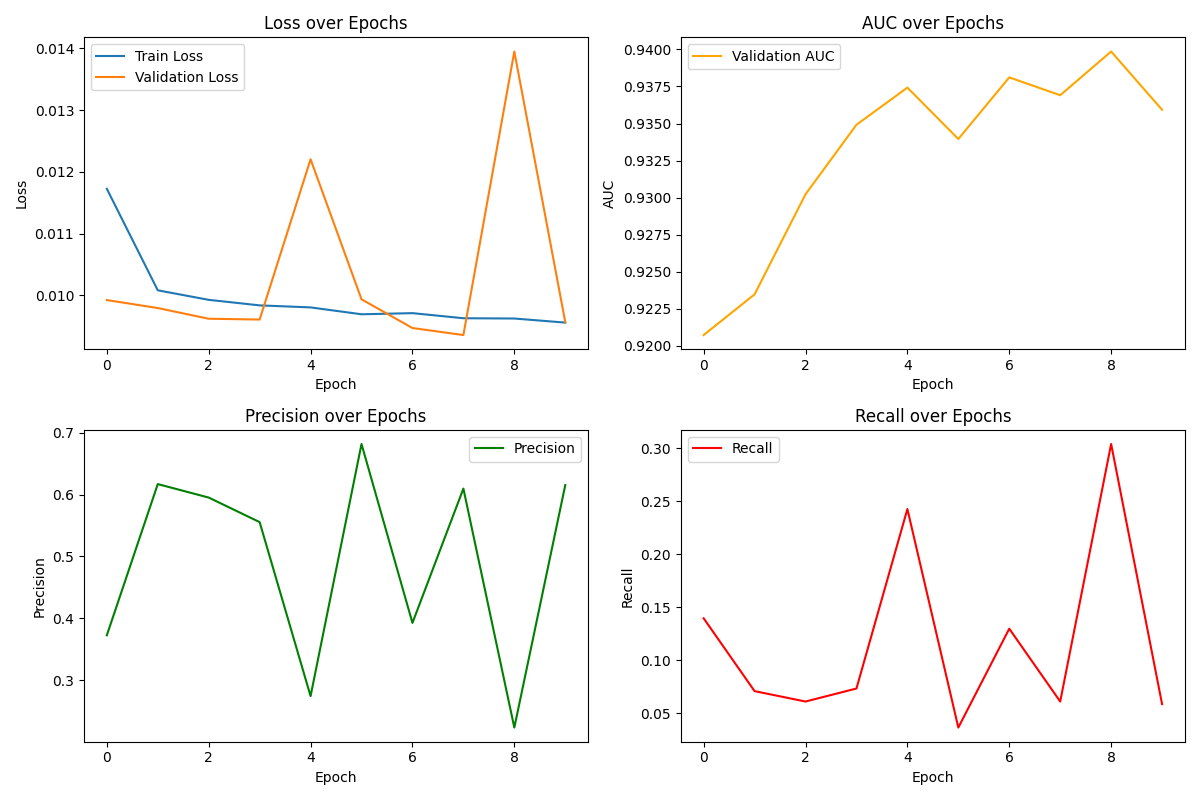 Loss over Epochs
Train Loss
Validation Loss
0.014
0.013
0.012
0.011
0.010
Loss
0 2 4 6 8
Epoch
AUC over Epochs
Validation AUC
0.9400
0.9375
0.9350
0.9325
0.9300
0.9275
0.9250
0.9225
0.9200
AUC
0 2 4 6 8
Epoch
Precision over Epochs
Precision
0.7
0.6
0.5
0.4
0.3
Precision
0 2 4 6 8
Epoch
Recall over Epochs
Recall
0.30
0.25
0.20
0.15
0.10
0.05
Recall
0 2 4 6 8
Epoch